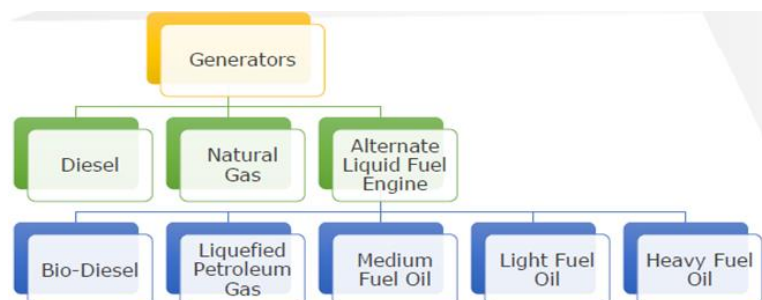 Generators
Diesel
Natural
Gas
Alternate
Liquid Fuel
Engine
Bio-Diesel
Liquefied
Petroleum
Gas
Medium
Fuel Oil
Light Fuel
Oil
Heavy Fuel
Oil